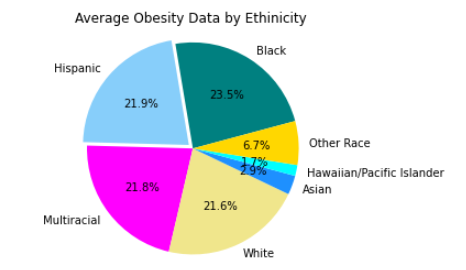 Average Obesity Data by Ethinicity
Black
Hispanic
23.5%
21.9%
Other Race
6.7%
1.7%
Hawaiian/Pacific Islander
2.9%
Asian
21.8%
21.6%
Multiracial
White